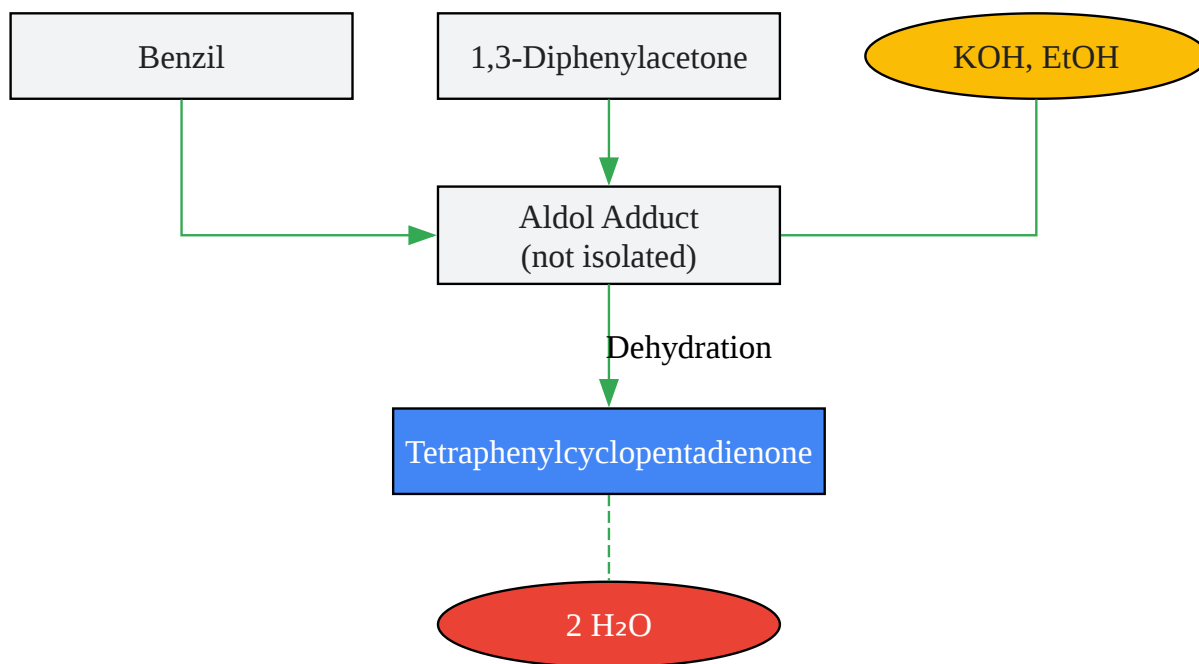 Benzil
1,3-Diphenylacetone
KOH, EtOH
Aldol Adduct
(not isolated)
Dehydration
Tetraphenylcyclopentadienone
2 H₂O